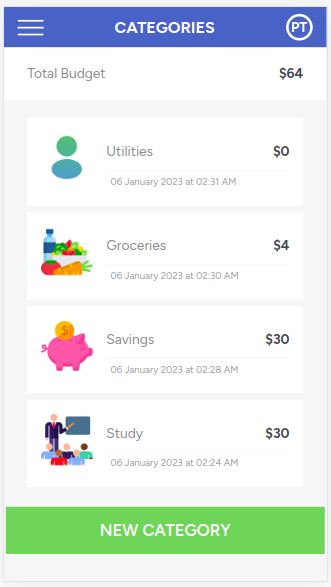 CATEGORIES
PT
Total Budget $64
Utilities $0
06 January 2023 at 02:31 AM
$
Groceries $4
06 January 2023 at 02:30 AM
Savings $30
06 January 2023 at 02:28 AM
Study $30
06 January 2023 at 02:24 AM
NEW CATEGORY